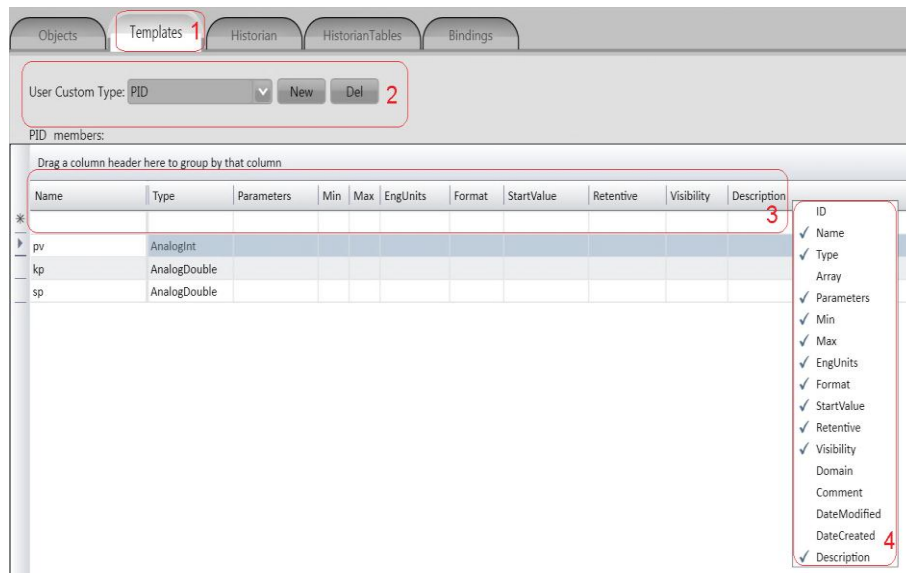 Objects Templates 1 Historian HistorianTables Bindings
User Custom Type: PID New Del 2
PID members:
Drag a column header here to group by that column
Name Type Parameters Min Max EngUnits Format StartValue Retentive Visibility Description
3
pv AnalogInt
kp AnalogDouble
sp AnalogDouble
ID
Name
Type
Array
Parameters
Min
Max
EngUnits
Format
StartValue
Retentive
Visibility
Domain
Comment
DateModified
DateCreated 4
Description